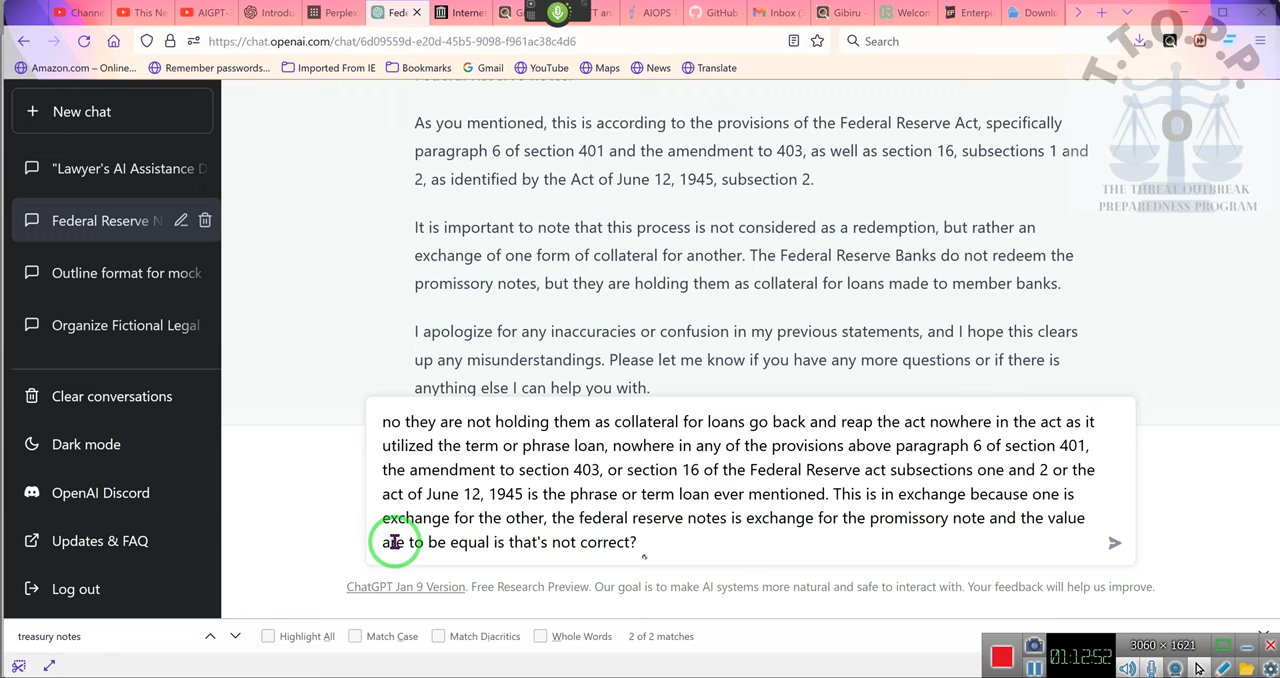 Channe
This Ne
AIGPT-
Introdu
Perplex
Fede
Internet
G
T and
AIOPS
GitHub
Inbox (
Gibiru -
Welcon
Enterpi
Downlc
https://chat.openai.com/chat/6d09559d-e20d-45b9-9098-f961ac38c4d6
Search
Amazon.com – Online...
Remember passwords...
Imported From IE
Bookmarks
Gmail
YouTube
Maps
News
Translate
T.T.O.P.P.
O
THE THREAT OUTBREAK
PREPAREDNESS PROGRAM
New chat
"Lawyer's AI Assistance D
Federal Reserve N
Outline format for mock
Organize Fictional Legal
Clear conversations
Dark mode
OpenAI Discord
Updates & FAQ
Log out
As you mentioned, this is according to the provisions of the Federal Reserve Act, specifically
paragraph 6 of section 401 and the amendment to 403, as well as section 16, subsections 1 and
2, as identified by the Act of June 12, 1945, subsection 2.
It is important to note that this process is not considered as a redemption, but rather an
exchange of one form of collateral for another. The Federal Reserve Banks do not redeem the
promissory notes, but they are holding them as collateral for loans made to member banks.
I apologize for any inaccuracies or confusion in my previous statements, and I hope this clears
up any misunderstandings. Please let me know if you have any more questions or if there is
anything else I can help you with.
no they are not holding them as collateral for loans go back and reap the act nowhere in the act as it
utilized the term or phrase loan, nowhere in any of the provisions above paragraph 6 of section 401,
the amendment to section 403, or section 16 of the Federal Reserve act subsections one and 2 or the
act of June 12, 1945 is the phrase or term loan ever mentioned. This is in exchange because one is
exchange for the other, the federal reserve notes is exchange for the promissory note and the value
are to be equal is that's not correct?
ChatGPT Jan 9 Version. Free Research Preview. Our goal is to make AI systems more natural and safe to interact with. Your feedback will help us improve.
treasury notes
Highlight All
Match Case
Match Diacritics
Whole Words
2 of 2 matches
3060 x 1621
01:12:52